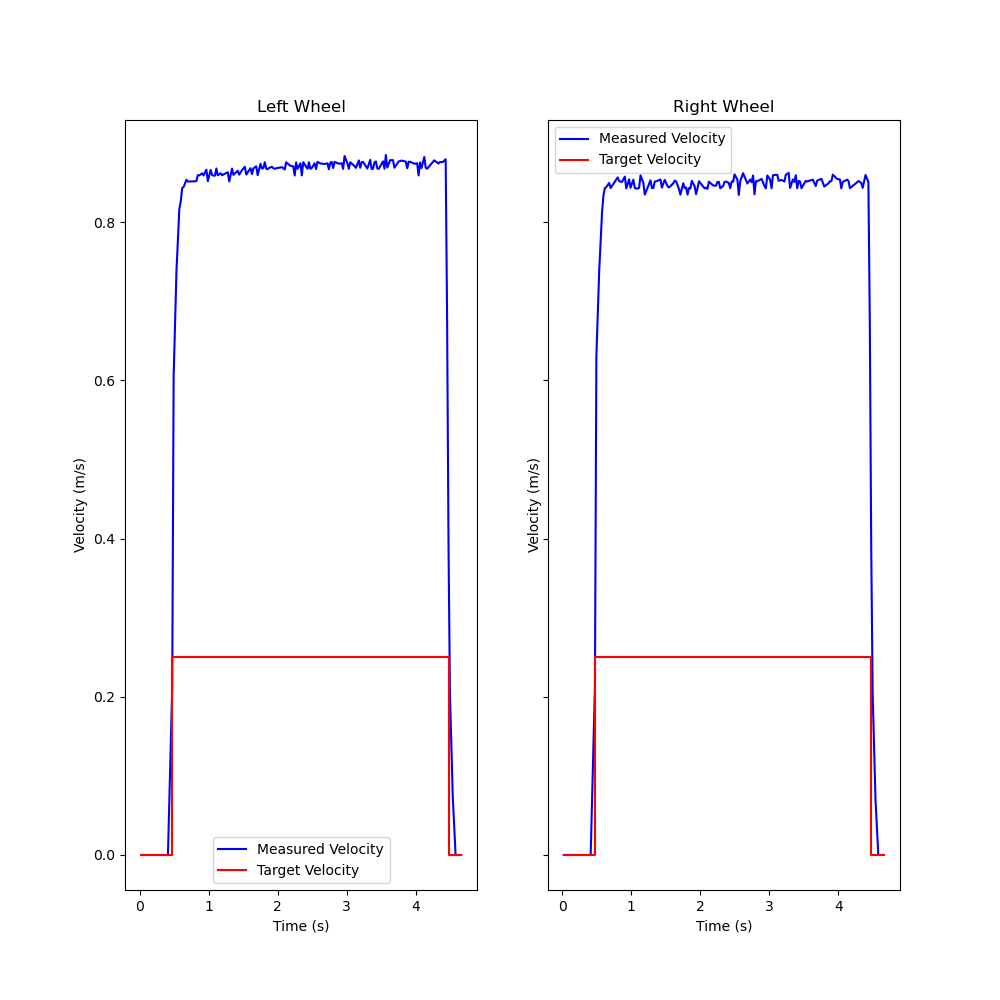 Left Wheel
Velocity (m/s)
0.8
0.6
0.4
0.2
0.0
Measured Velocity
Target Velocity
0 1 2 3 4
Time (s)
Right Wheel
Velocity (m/s)
Measured Velocity
Target Velocity
0 1 2 3 4
Time (s)